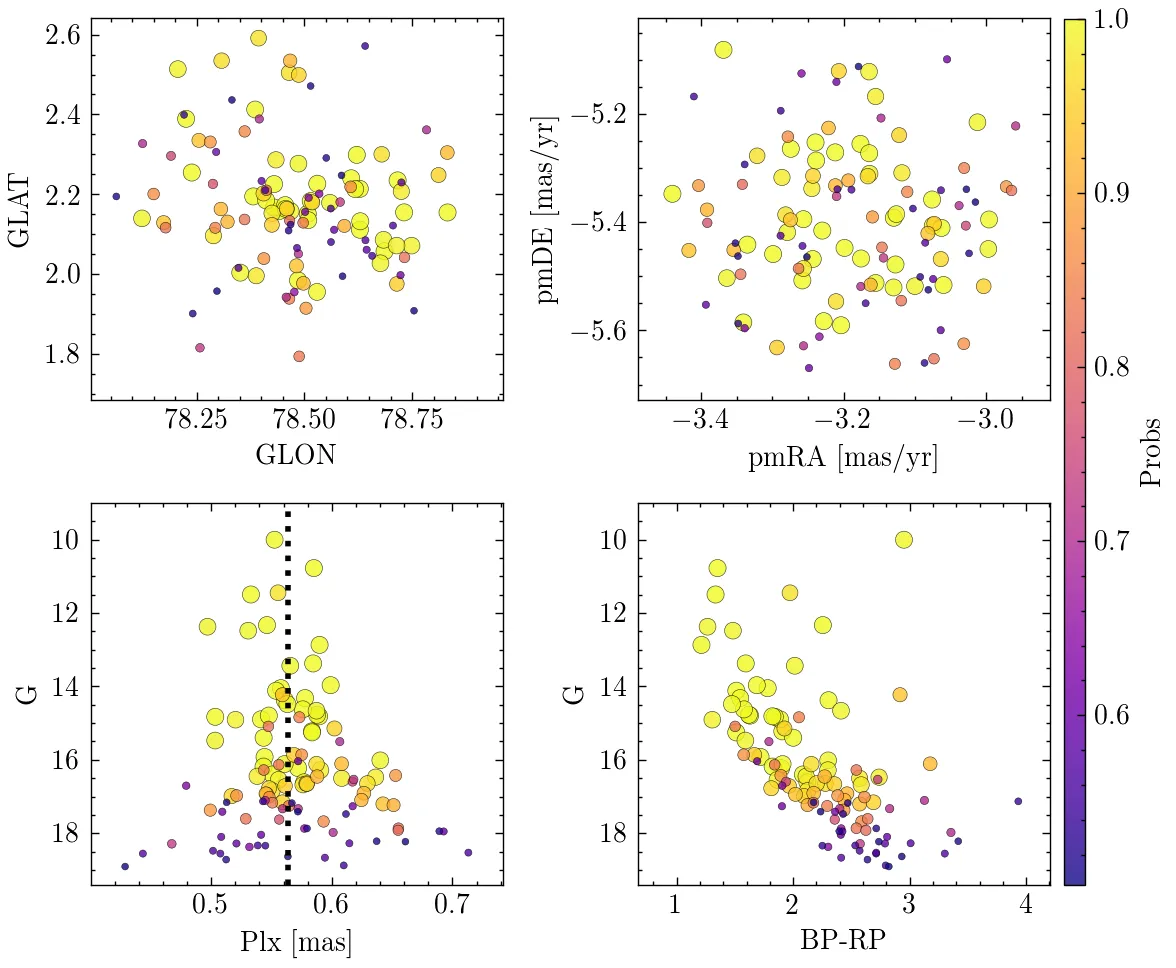 2.6
2.4
2.2
2.0
1.8
GLAT
78.25 78.50 78.75
GLON
−5.2
−5.4
−5.6
pmDE [mas/yr]
−3.4 −3.2 −3.0
pmRA [mas/yr]
1.0
0.9
0.8
0.7
0.6
Probs
10
12
14
16
18
G
0.5 0.6 0.7
Plx [mas]
10
12
14
16
18
G
1 2 3 4
BP-RP